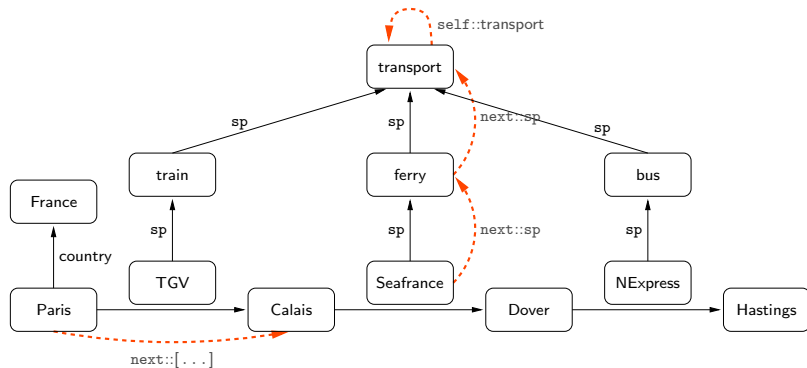 self::transport
transport
next::sp
sp
sp
sp
train
ferry
bus
France
sp
sp
next::sp
sp
country
TGV
Seafrance
NExpress
Paris
Calais
Dover
Hastings
next::[...]